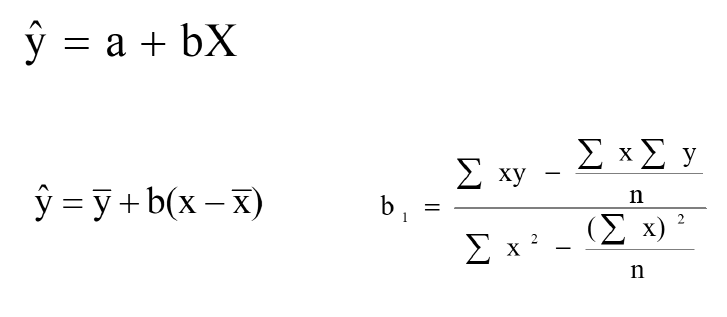 ŷ = a + bX
ŷ = y̅ + b(x − x̅)
b₁ = (∑ xy − (∑ x ∑ y) / n) / (∑ x² − (∑ x)² / n)